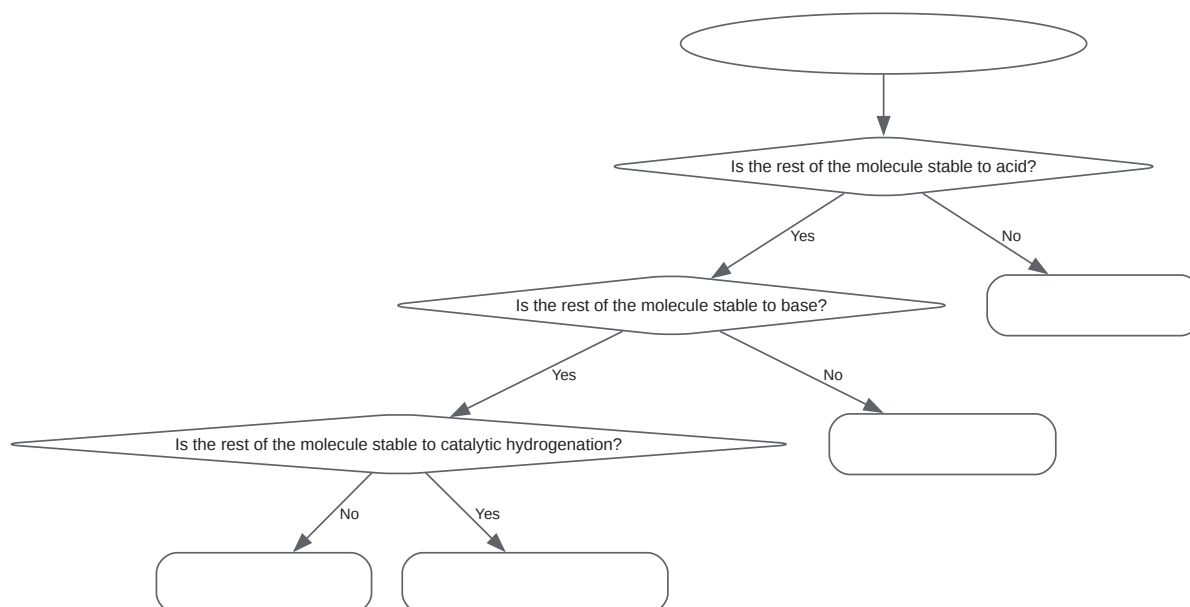 Is the rest of the molecule stable to acid?
Yes
No
Is the rest of the molecule stable to base?
Yes
No
Is the rest of the molecule stable to catalytic hydrogenation?
No
Yes